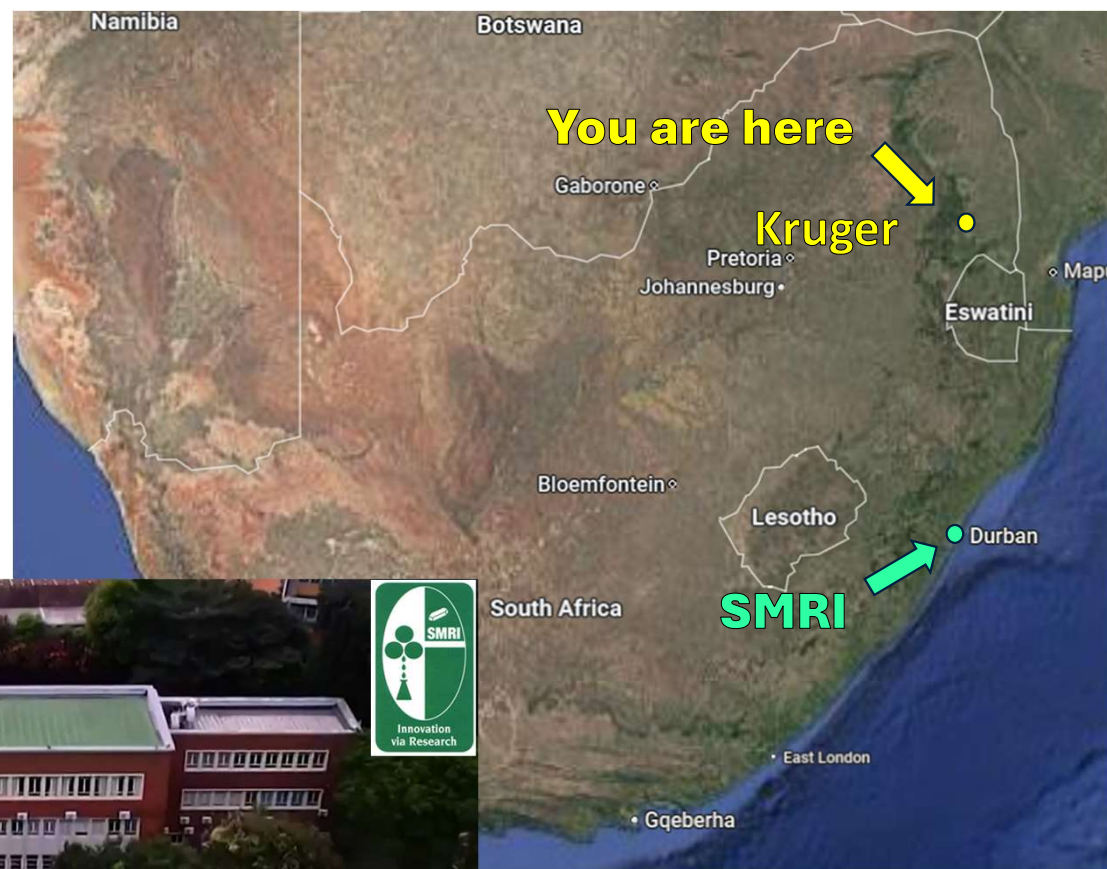 Namibia
Botswana
You are here
Gaborone
Kruger
Pretoria
Johannesburg
Mapu
Eswatini
Bloemfontein
Lesotho
Durban
SMRI
South Africa
SMRI
Innovation
via Research
East London
Gqeberha